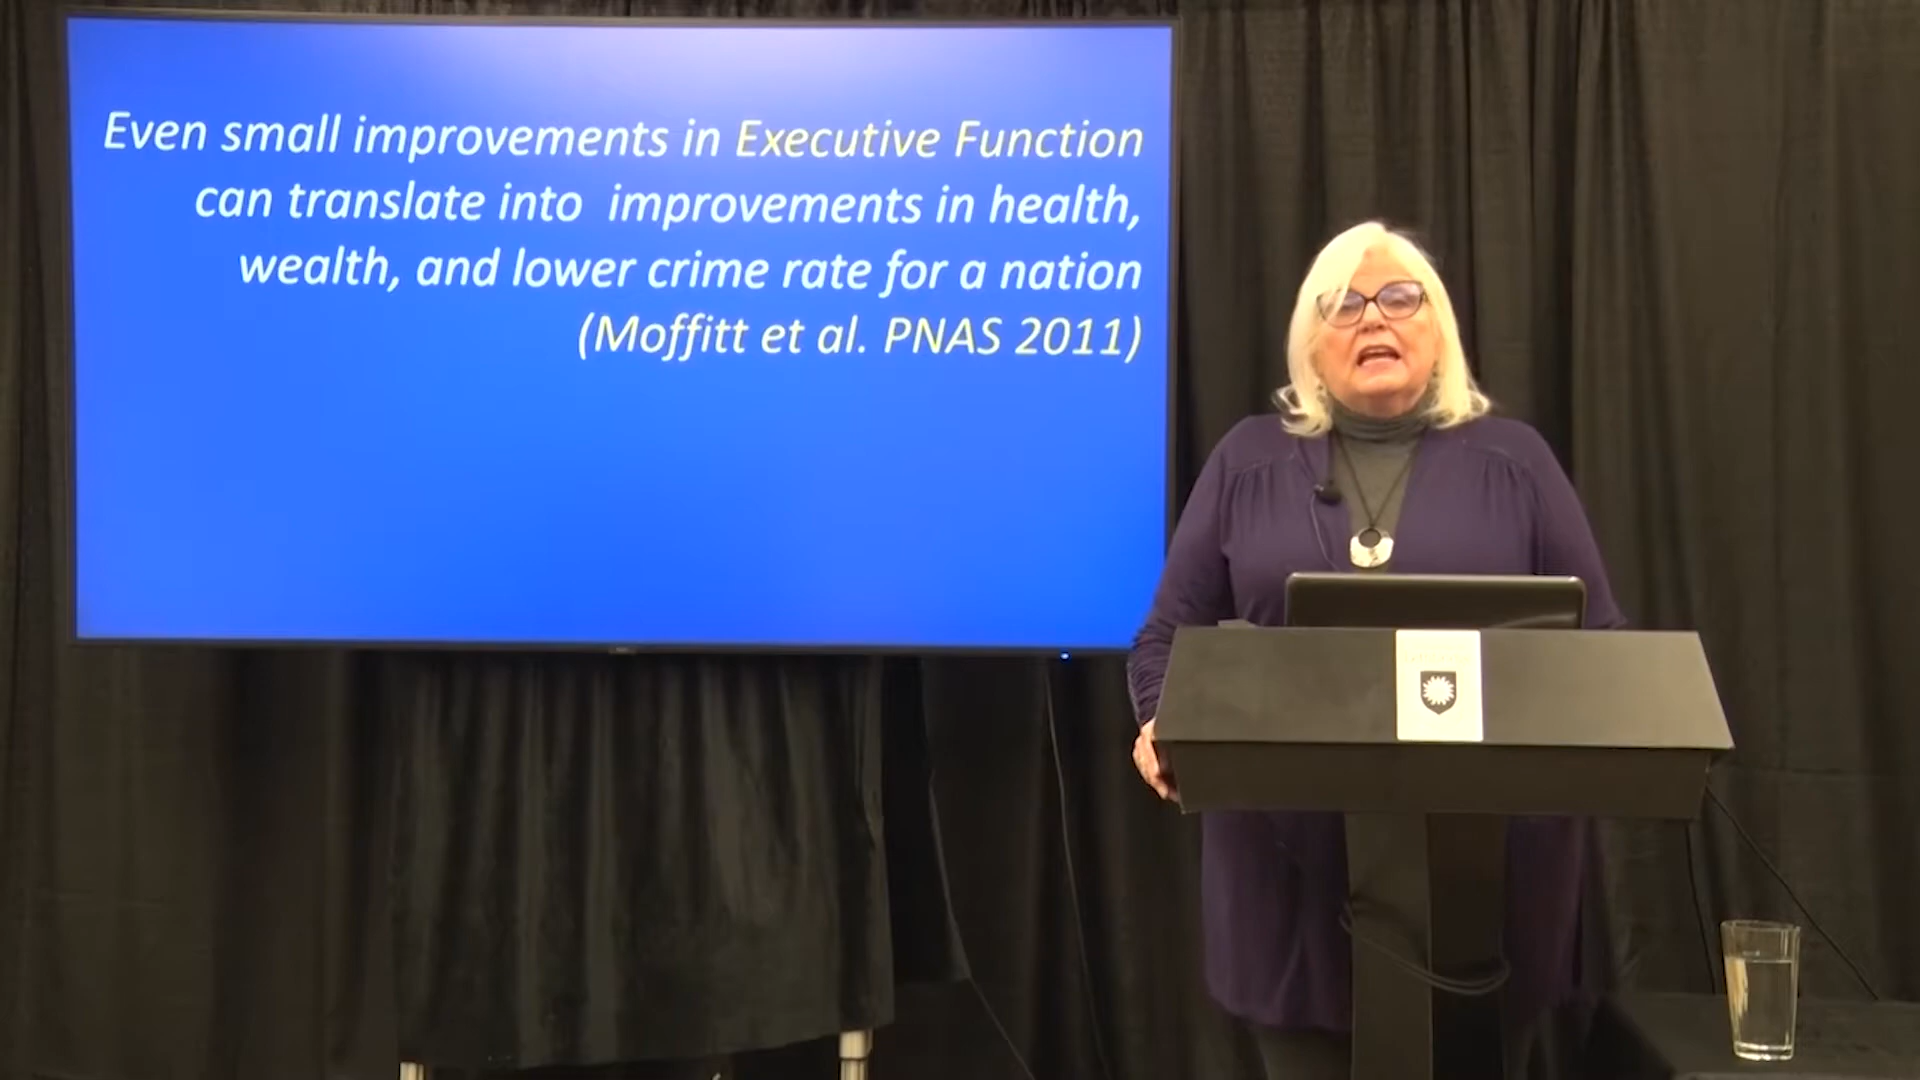 Even small improvements in Executive Function
can translate into improvements in health,
wealth, and lower crime rate for a nation
(Moffitt et al. PNAS 2011)